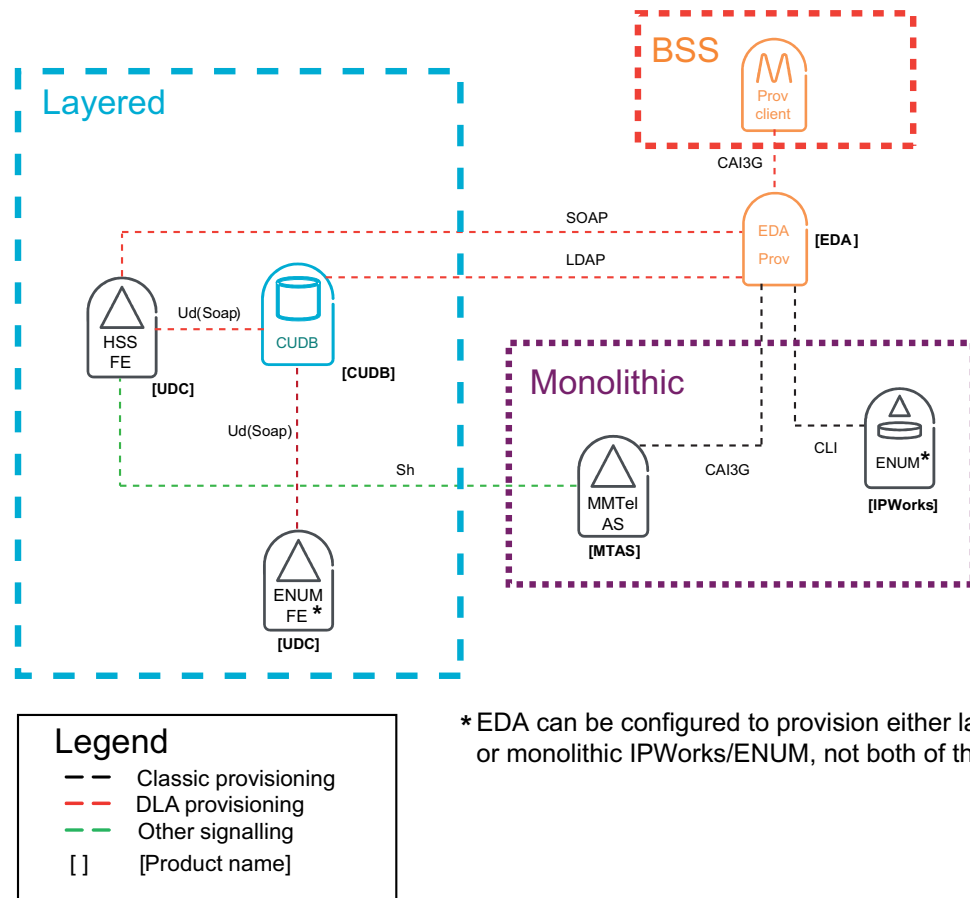 BSS
Prov
client
CAI3G
Layered
SOAP
EDA
Prov
[EDA]
LDAP
Ud(Soap)
HSS
FE
[UDC]
CUDB
[CUDB]
Monolithic
Ud(Soap)
Sh
CAI3G
CLI
ENUM*
[IPWorks]
MMTel
AS
[MTAS]
ENUM
FE *
[UDC]
* EDA can be configured to provision either
or monolithic IPWorks/ENUM, not both of
Legend
Classic provisioning
DLA provisioning
Other signalling
[ ] [Product name]